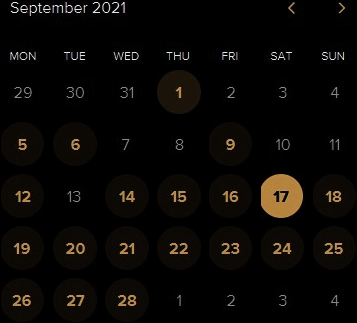 September 2021
MON TUE WED THU FRI SAT SUN
29 30 31 1 2 3 4
5 6 7 8 9 10 11
12 13 14 15 16 17 18
19 20 21 22 23 24 25
26 27 28 1 2 3 4